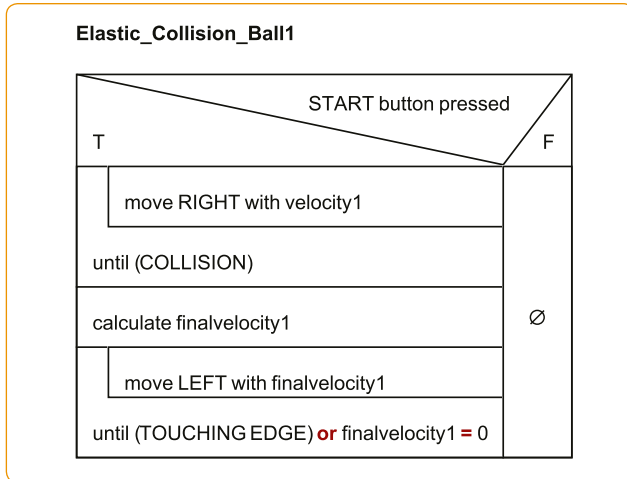 Elastic_Collision_Ball1
START button pressed
T
F
move RIGHT with velocity1
until (COLLISION)
calculate finalvelocity1
∅
move LEFT with finalvelocity1
until (TOUCHING EDGE) or finalvelocity1 = 0